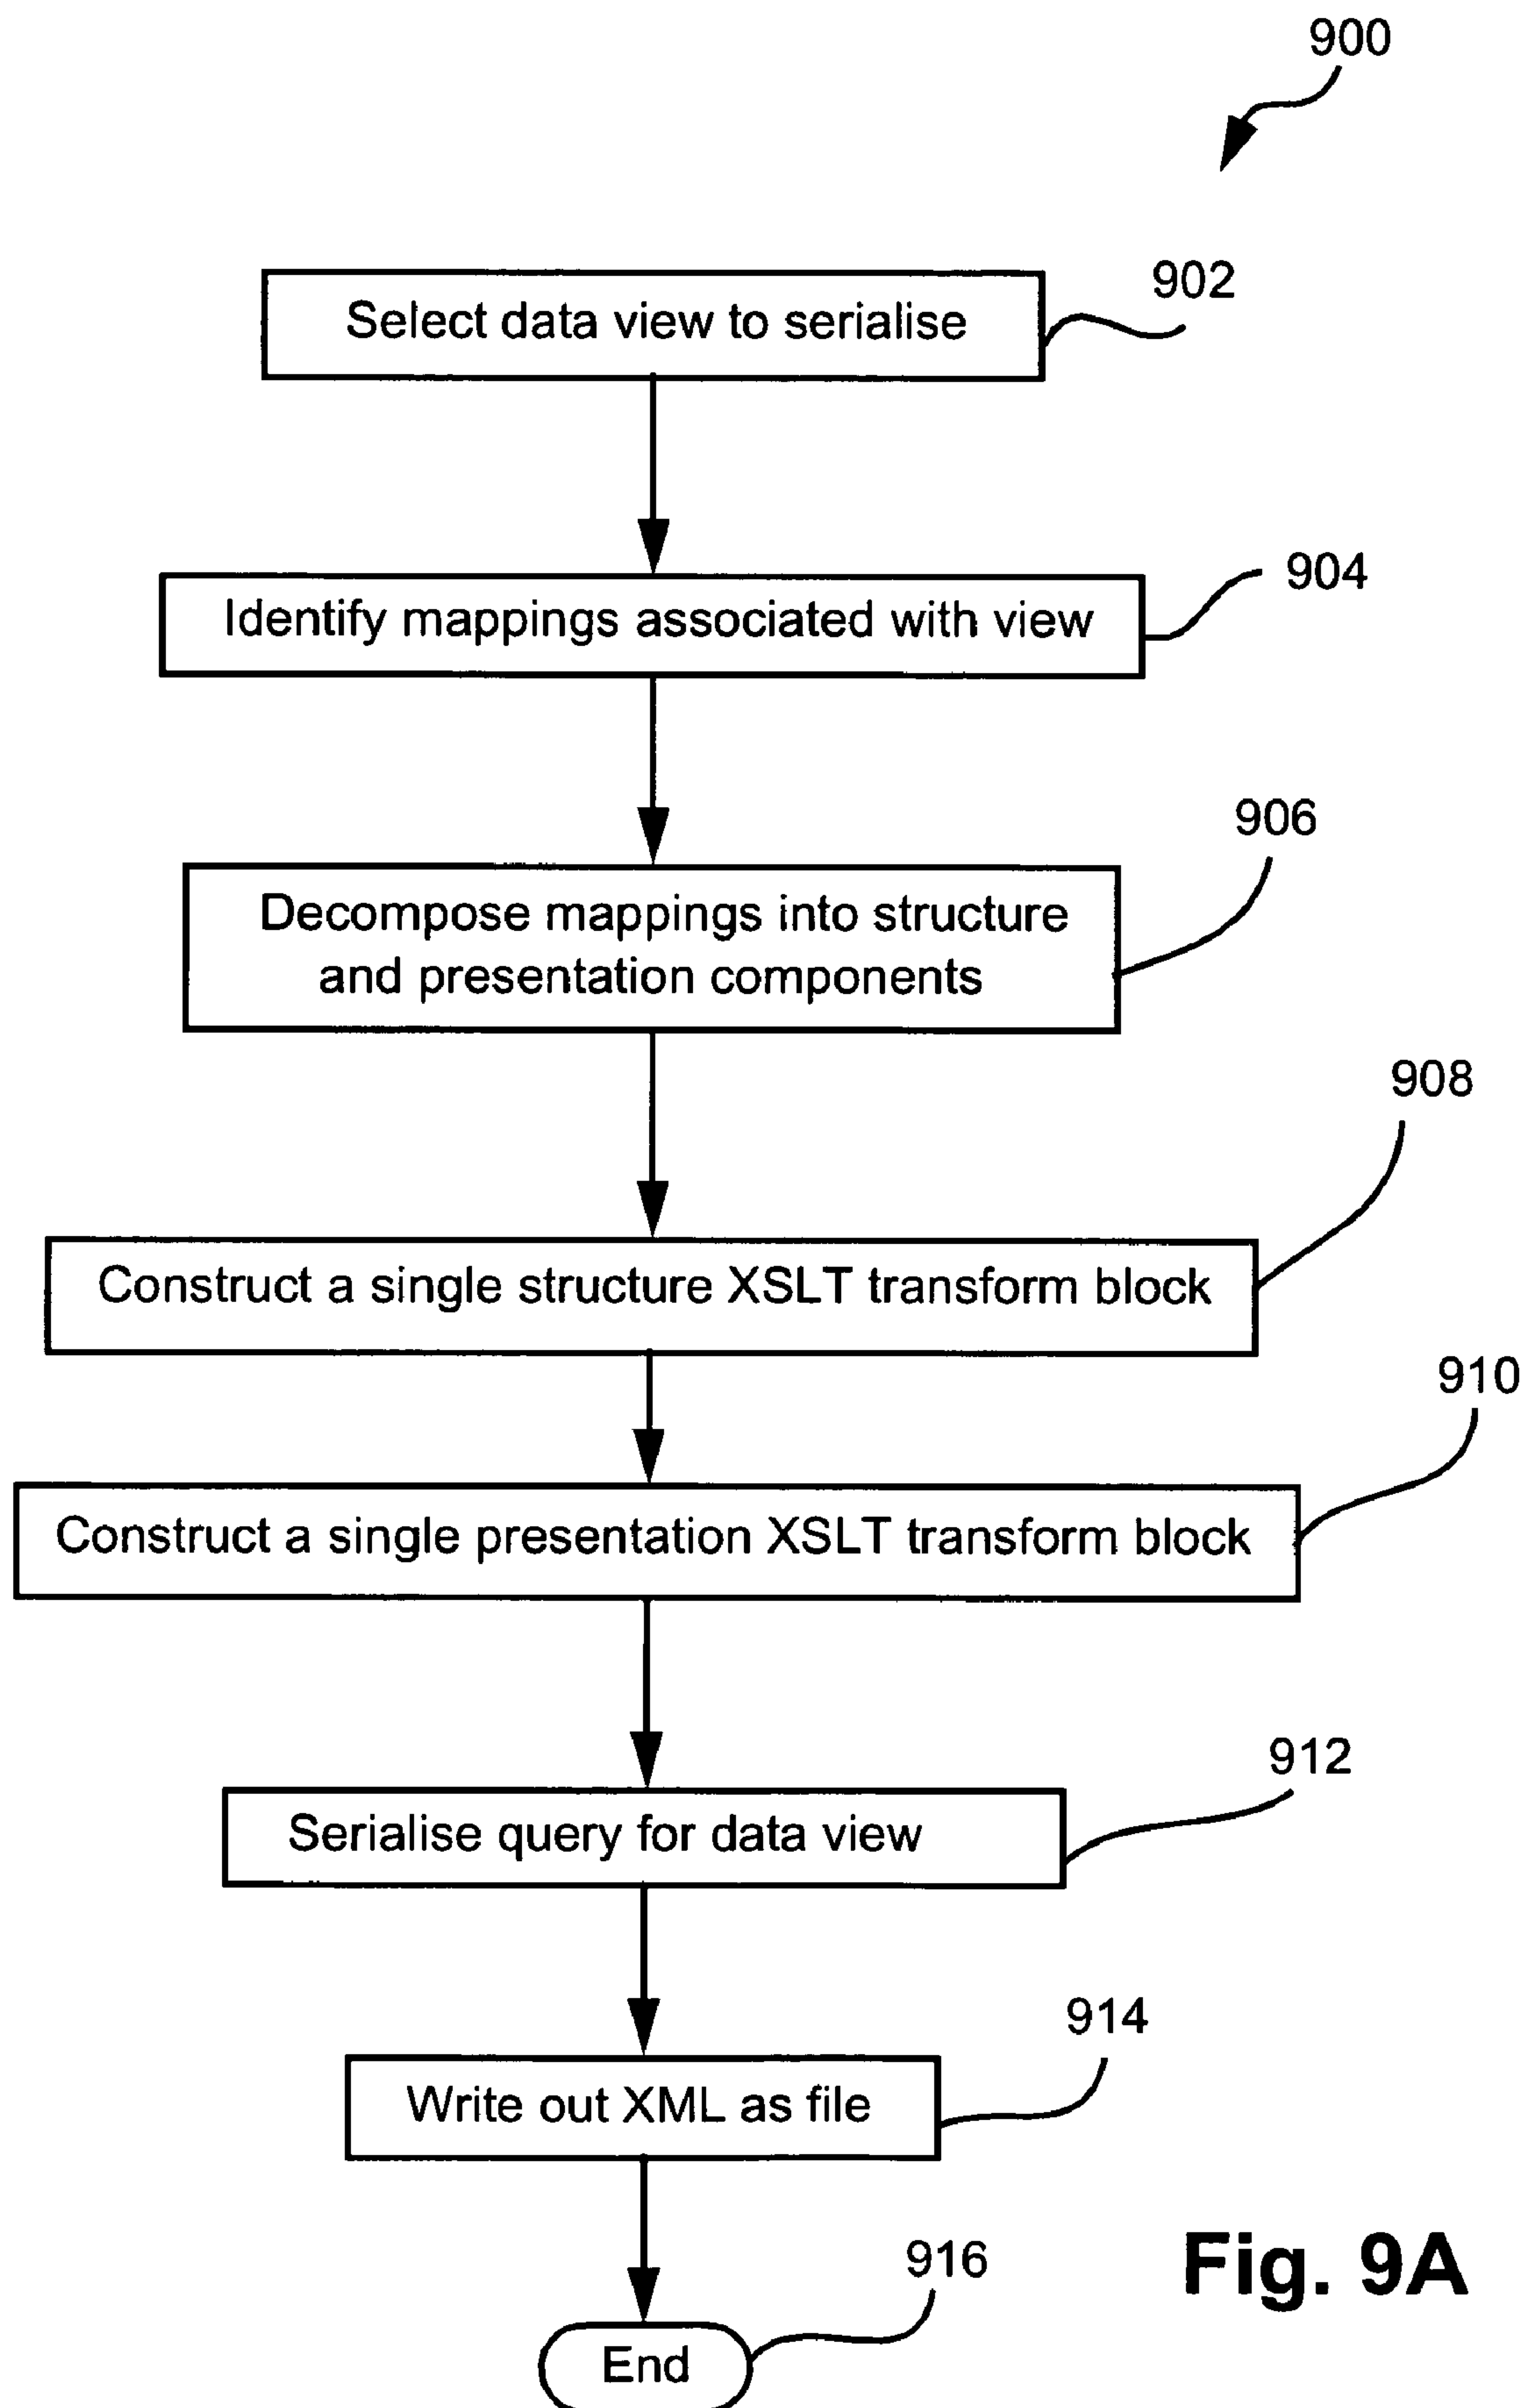 900
902
Select data view to serialise
904
Identify mappings associated with view
906
Decompose mappings into structure
and presentation components
908
Construct a single structure XSLT transform block
910
Construct a single presentation XSLT transform block
912
Serialise query for data view
914
Write out XML as file
916
End
Fig. 9A